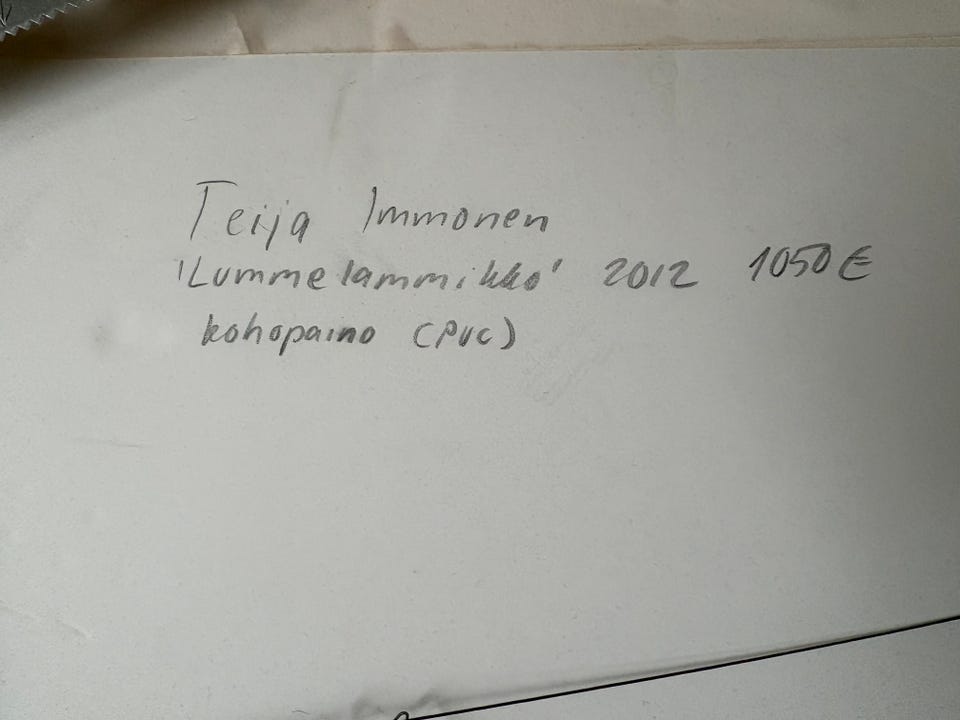 Teija Immonen
'Lummelammikko' 2012 1050 €
kohopaino (PVC)